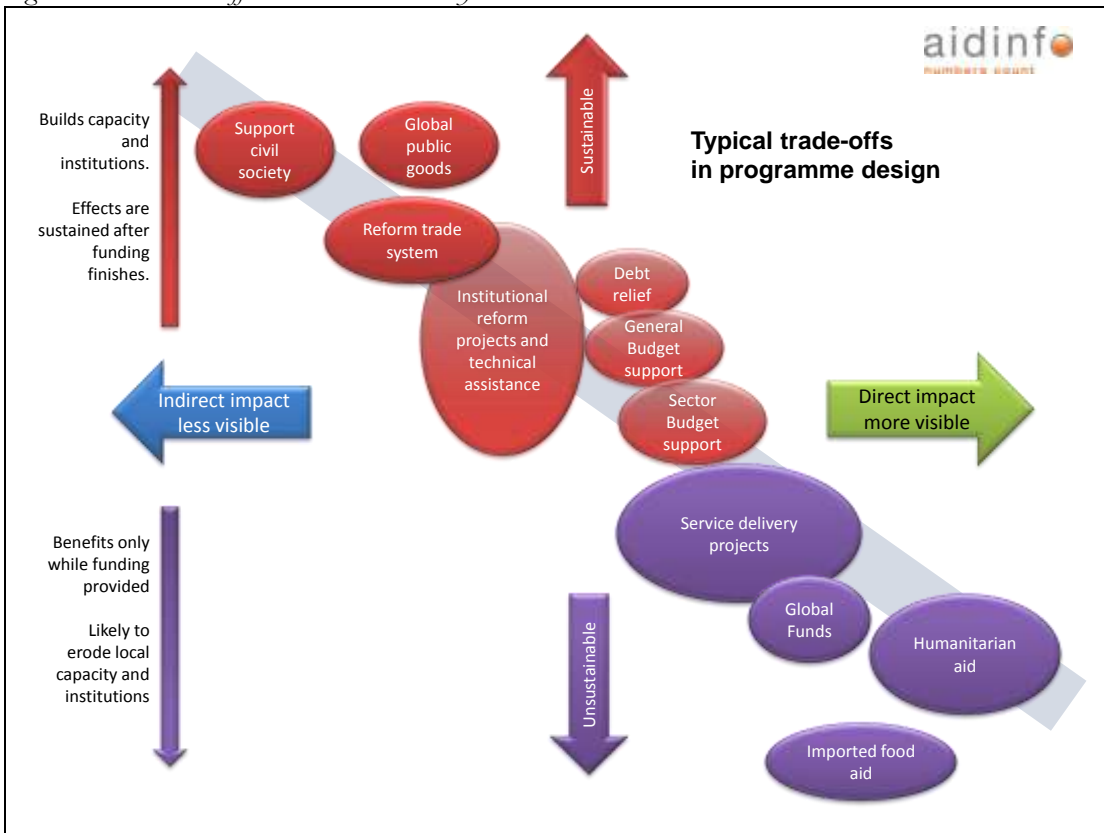 aidinfo
numbers count
Typical trade-offs
in programme design
Builds capacity
and
institutions.
Effects are
sustained after
funding
finishes.
Support
civil
society
Global
public
goods
Sustainable
Reform trade
system
Institutional
reform
projects and
technical
assistance
Debt
relief
General
Budget
support
Sector
Budget
support
Indirect impact
less visible
Direct impact
more visible
Benefits only
while funding
provided
Likely to
erode local
capacity and
institutions
Service delivery
projects
Global
Funds
Humanitarian
aid
Unsustainable
Imported food
aid